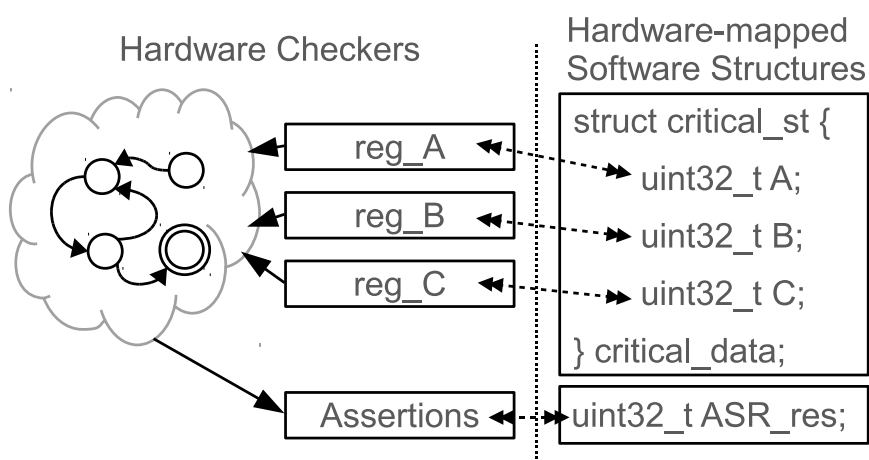 Hardware Checkers
Hardware-mapped
Software Structures
reg_A
reg_B
reg_C
Assertions
struct critical_st {
uint32_t A;
uint32_t B;
uint32_t C;
} critical_data;
uint32_t ASR_res;